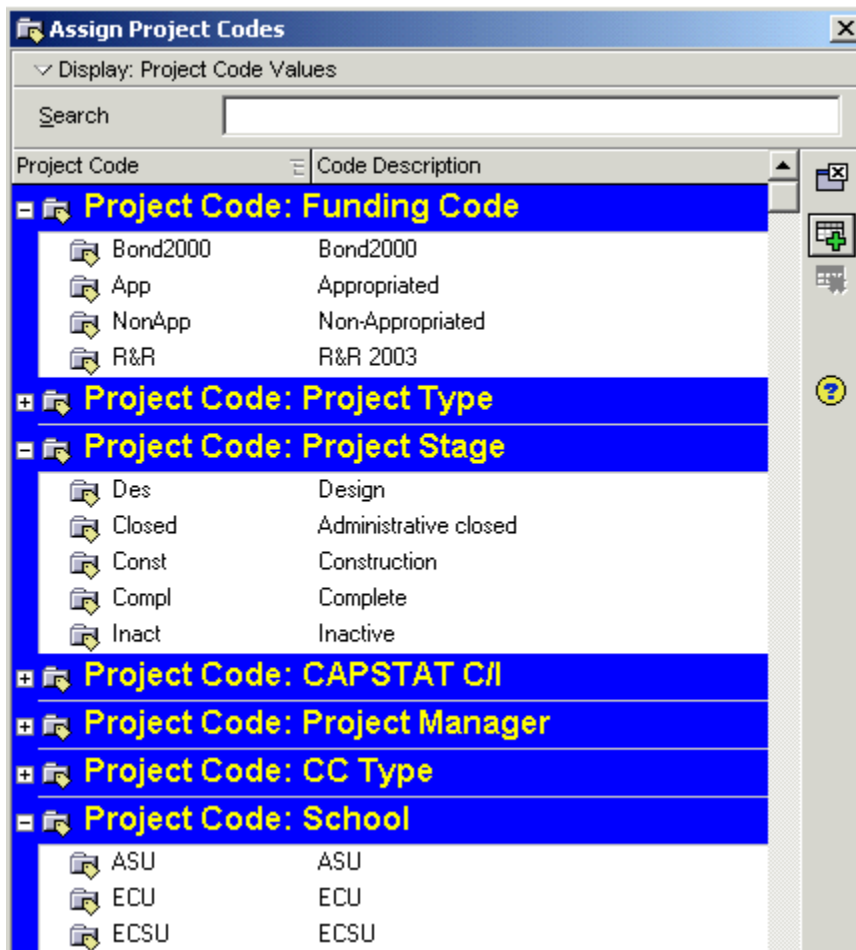 Assign Project Codes
Display: Project Code Values
Search
Project Code Code Description
Project Code: Funding Code
Bond2000 Bond2000
App Appropriated
NonApp Non-Appropriated
R&R R&R 2003
Project Code: Project Type
Project Code: Project Stage
Des Design
Closed Administrative closed
Const Construction
Compl Complete
Inact Inactive
Project Code: CAPSTAT C/I
Project Code: Project Manager
Project Code: CC Type
Project Code: School
ASU ASU
ECU ECU
ECSU ECSU